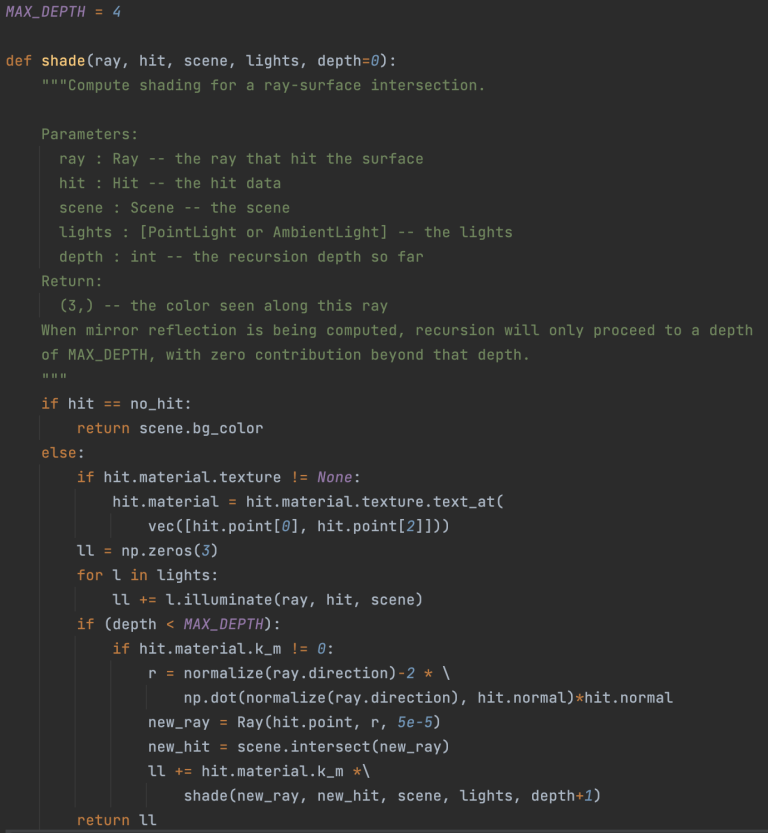 MAX_DEPTH = 4

def shade(ray, hit, scene, lights, depth=0):
    """Compute shading for a ray-surface intersection.

    Parameters:
      ray : Ray -- the ray that hit the surface
      hit : Hit -- the hit data
      scene : Scene -- the scene
      lights : [PointLight or AmbientLight] -- the lights
      depth : int -- the recursion depth so far
    Return:
      (3,) -- the color seen along this ray
    When mirror reflection is being computed, recursion will only proceed to a depth
    of MAX_DEPTH, with zero contribution beyond that depth.
    """
    if hit == no_hit:
        return scene.bg_color
    else:
        if hit.material.texture != None:
            hit.material = hit.material.texture.text_at(
                vec([hit.point[0], hit.point[2]]))
        ll = np.zeros(3)
        for l in lights:
            ll += l.illuminate(ray, hit, scene)
        if (depth < MAX_DEPTH):
            if hit.material.k_m != 0:
                r = normalize(ray.direction)-2 * \
                    np.dot(normalize(ray.direction), hit.normal)*hit.normal
                new_ray = Ray(hit.point, r, 5e-5)
                new_hit = scene.intersect(new_ray)
                ll += hit.material.k_m *\
                    shade(new_ray, new_hit, scene, lights, depth+1)
        return ll